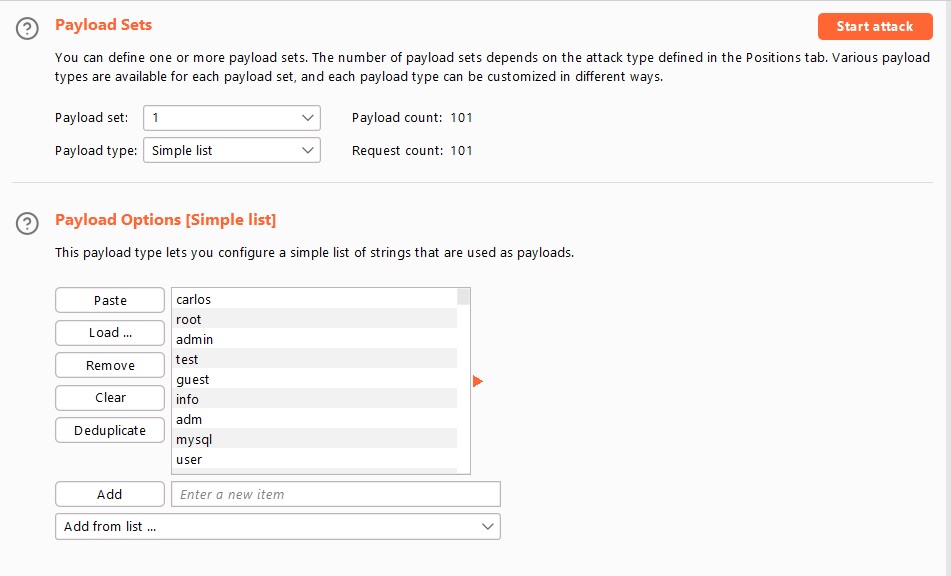 Payload Sets
Start attack
You can define one or more payload sets. The number of payload sets depends on the attack type defined in the Positions tab. Various payload
types are available for each payload set, and each payload type can be customized in different ways.
Payload set: 1 Payload count: 101
Payload type: Simple list Request count: 101
Payload Options [Simple list]
This payload type lets you configure a simple list of strings that are used as payloads.
Paste
Load ...
Remove
Clear
Deduplicate
carlos
root
admin
test
guest
info
adm
mysql
user
Add
Enter a new item
Add from list ...